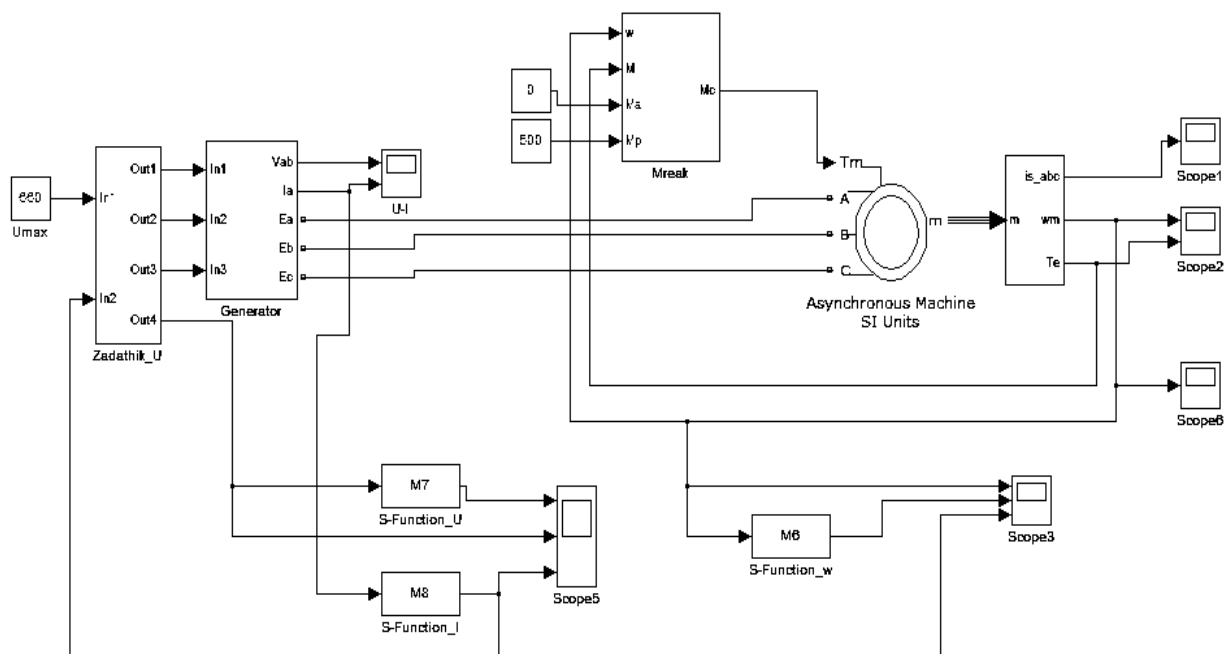 w
M
Ma
Mp
Mc
Mreak
0
500
660
Umax
In1
In2
Out1
Out2
Out3
Out4
Zadathik_U
In1
In2
In3
Vab
Ia
Ea
Eb
Ec
Generator
U-I
Tm
A
B
C
m
Asynchronous Machine
SI Units
m
is_abc
wm
Te
Scope1
Scope2
Scope6
M7
S-Function_U
M8
S-Function_I
Scope5
M6
S-Function_w
Scope3